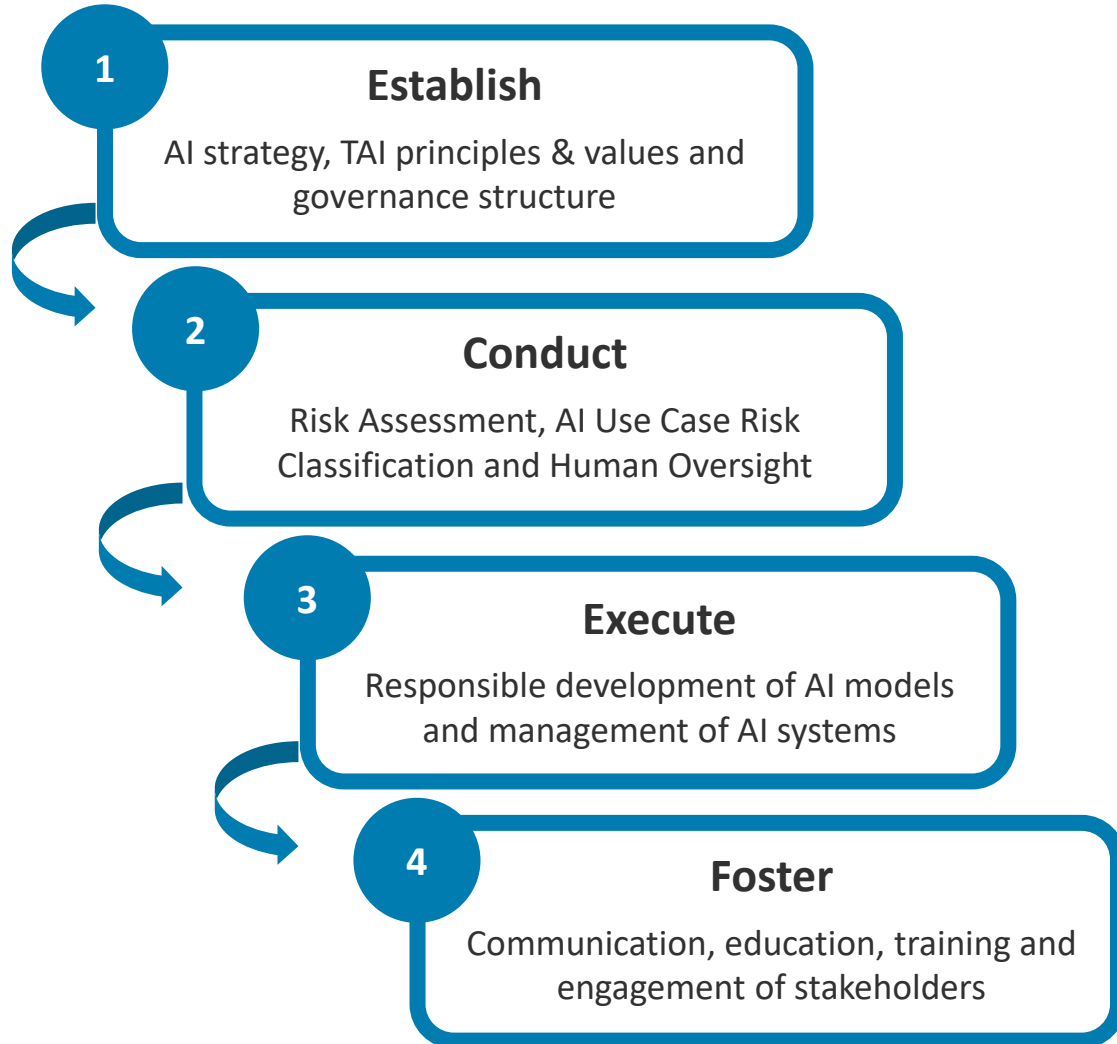 1
Establish
AI strategy, TAI principles & values and
governance structure
2
Conduct
Risk Assessment, AI Use Case Risk
Classification and Human Oversight
3
Execute
Responsible development of AI models
and management of AI systems
4
Foster
Communication, education, training and
engagement of stakeholders